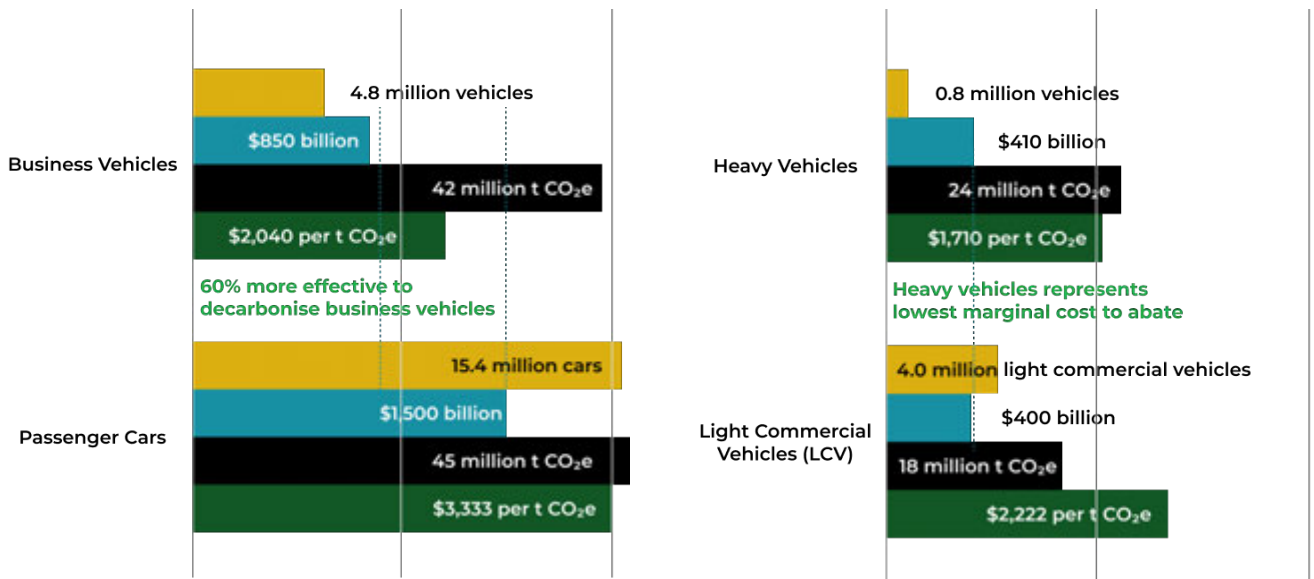 4.8 million vehicles
$850 billion
Business Vehicles
42 million t CO₂e
$2,040 per t CO₂e
60% more effective to
decarbonise business vehicles
15.4 million cars
$1,500 billion
Passenger Cars
45 million t CO₂e
$3,333 per t CO₂e
0.8 million vehicles
$410 billion
Heavy Vehicles
24 million t CO₂e
$1,710 per t CO₂e
Heavy vehicles represents
lowest marginal cost to abate
4.0 million light commercial vehicles
$400 billion
Light Commercial
Vehicles (LCV)
18 million t CO₂e
$2,222 per t CO₂e